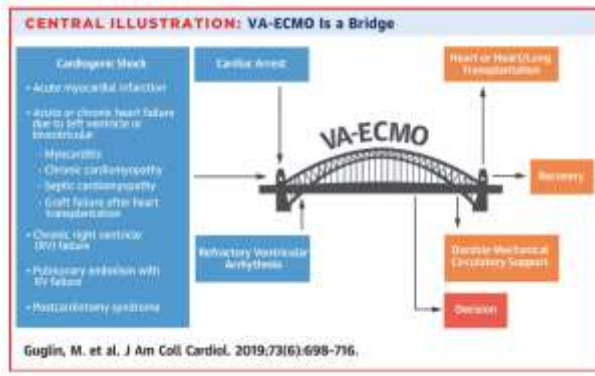 CENTRAL ILLUSTRATION: VA-ECMO Is a Bridge
Cardiogenic Shock
• Acute myocardial infarction
• Acute or chronic heart failure
due to left ventricle or
biventricular
- Myocarditis
- Chronic cardiomyopathy
- Septic cardiomyopathy
- Graft failure after heart
transplantation
• Chronic right ventricle
(RV) failure
• Pulmonary embolism with
RV failure
• Postcardiotomy syndrome
Cardiac Arrest
Refractory Ventricular
Arrhythmia
VA-ECMO
Heart or Heart/Lung
Transplantation
Recovery
Durable Mechanical
Circulatory Support
Decision
Guglin, M. et al. J Am Coll Cardiol. 2019;73(6):698-716.